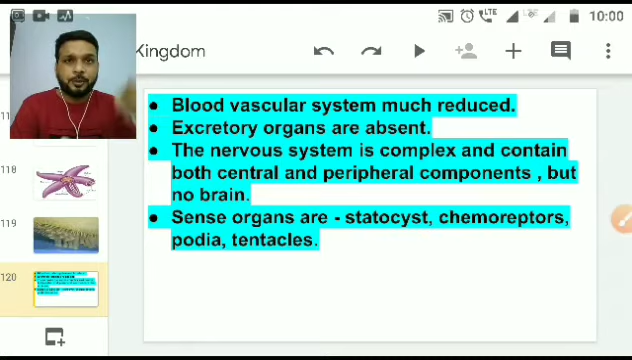 LTE
10:00
Kingdom
● Blood vascular system much reduced.
● Excretory organs are absent.
● The nervous system is complex and contain
both central and peripheral components , but
no brain.
● Sense organs are - statocyst, chemoreptors,
podia, tentacles.
118
119
120